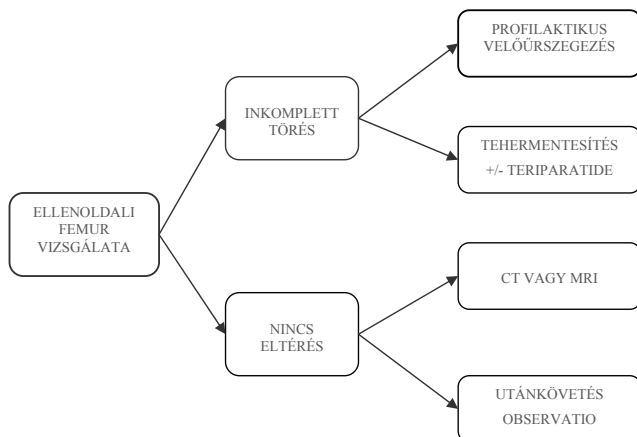 ELLENOLDALI
FEMUR
VIZSGÁLATA
INKOMPLETT
TÖRÉS
NINCS
ELTÉRÉS
PROFILAKTIKUS
VELŐŰRSZEGEZÉS
TEHERMENTESÍTÉS
+/- TERIPARATIDE
CT VAGY MRI
UTÁNKÖVETÉS
OBSERVATIO